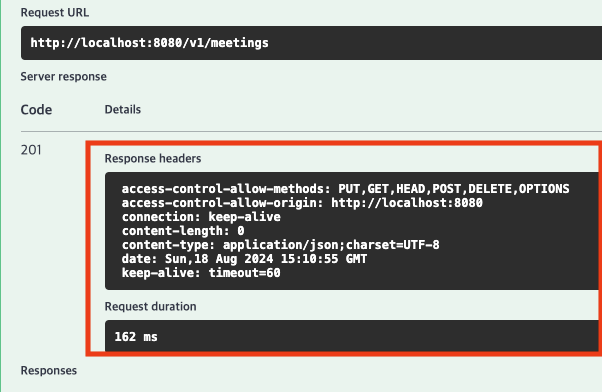 Request URL
http://localhost:8080/v1/meetings
Server response
Code Details
201
Response headers
access-control-allow-methods: PUT,GET,HEAD,POST,DELETE,OPTIONS
access-control-allow-origin: http://localhost:8080
connection: keep-alive
content-length: 0
content-type: application/json;charset=UTF-8
date: Sun,18 Aug 2024 15:10:55 GMT
keep-alive: timeout=60
Request duration
162 ms
Responses